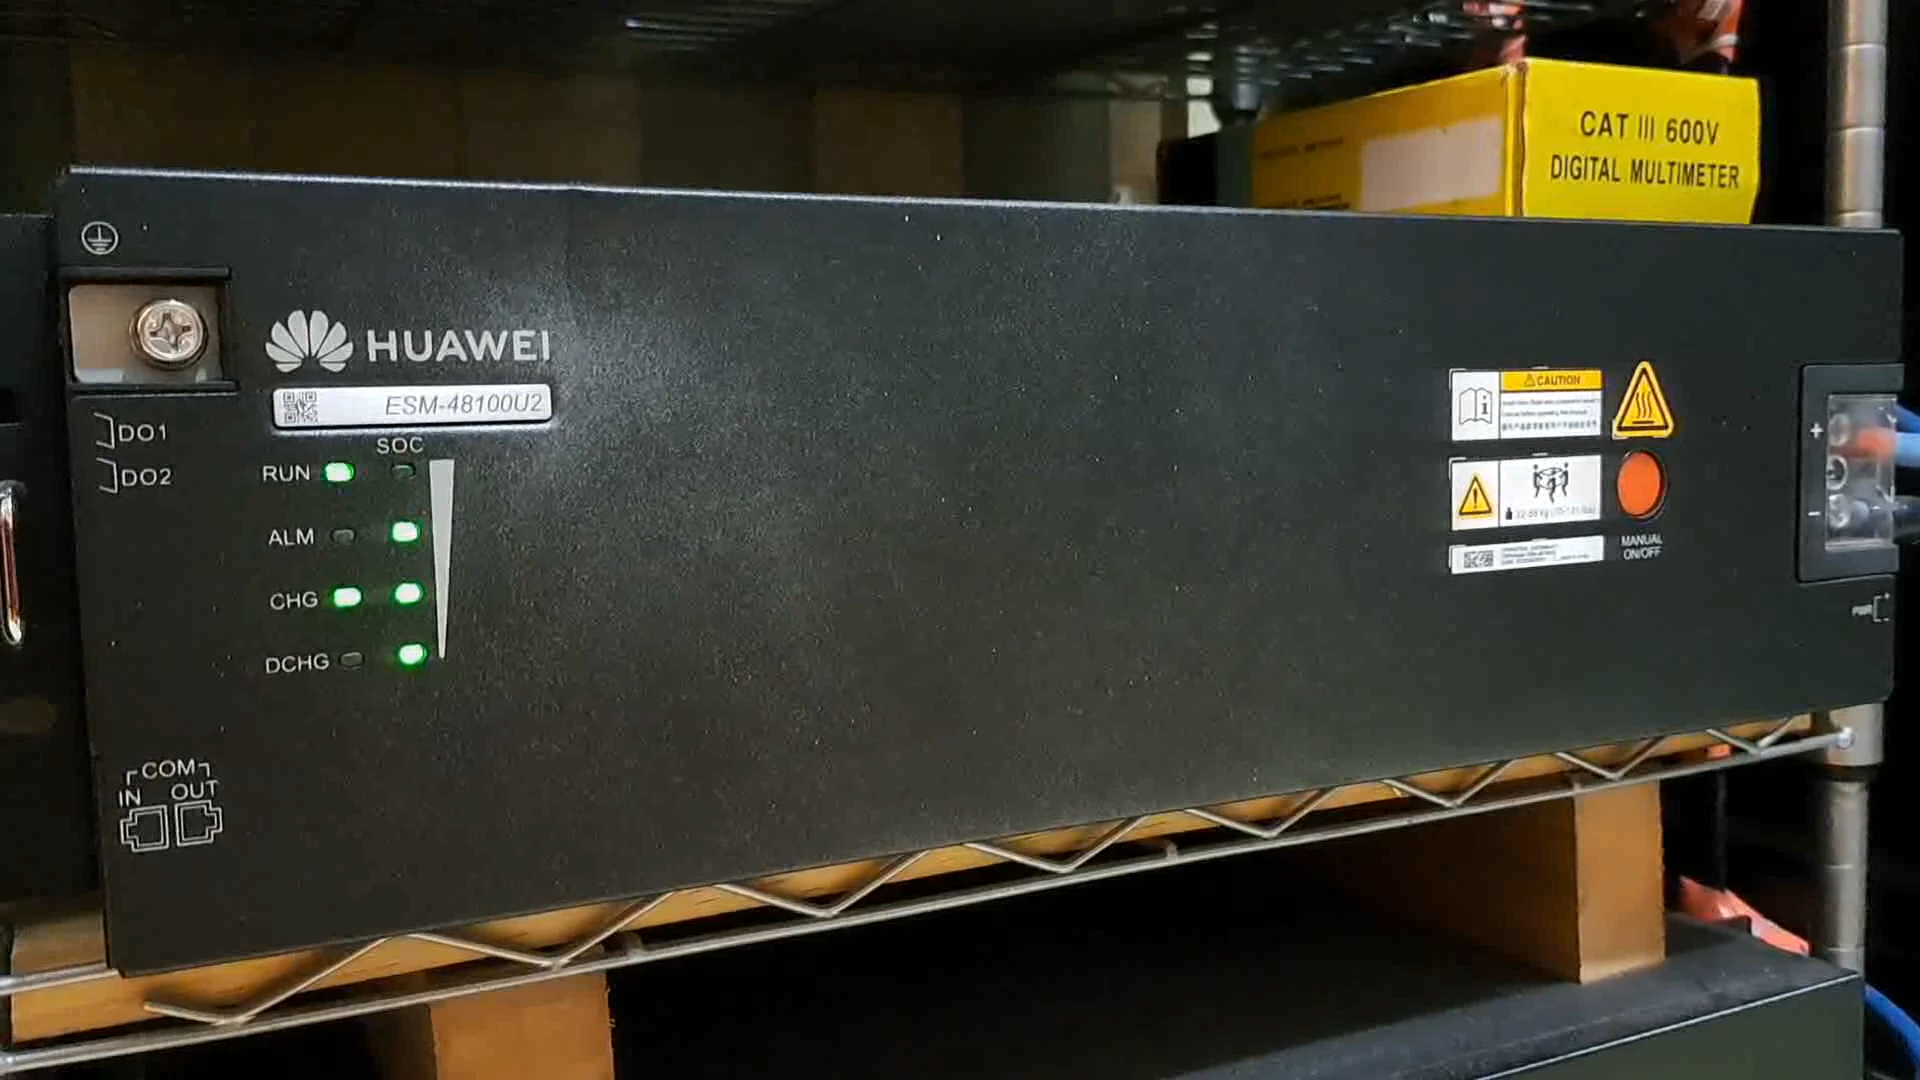 CAT III 600V
DIGITAL MULTIMETER
HUAWEI
ESM-48100U2
DO1
DO2
SOC
RUN
ALM
CHG
DCHG
COM
IN OUT
CAUTION
MANUAL
ON/OFF
+
-
PWR